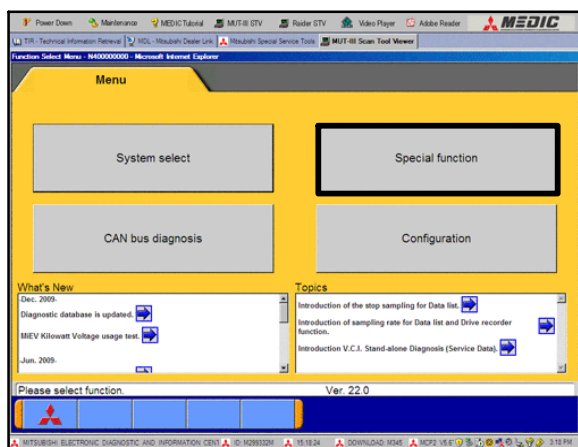 Power Down Maintenance MEDIC Tutorial MUT-III STV Raider STV Video Player Adobe Reader MEDIC
TIR - Technical Information Retrieval MDL - Mitsubishi Dealer Link Mitsubishi Special Service Tools MUT-III Scan Tool Viewer
Function Select Menu - N400000000 - Microsoft Internet Explorer
Menu
System select
Special function
CAN bus diagnosis
Configuration
What's New
-Dec. 2009-
Diagnostic database is updated.
MiEV Kilowatt Voltage usage test.
-Jun. 2009-
Topics
Introduction of the stop sampling for Data list.
Introduction of sampling rate for Data list and Drive recorder
function.
Introduction V.C.I. Stand-alone Diagnosis (Service Data).
Please select function. Ver. 22.0
MITSUBISHI ELECTRONIC DIAGNOSTIC AND INFORMATION CENT ID: M299332M 15:18:24 DOWNLOAD: M345 MCP2 3:18 PM